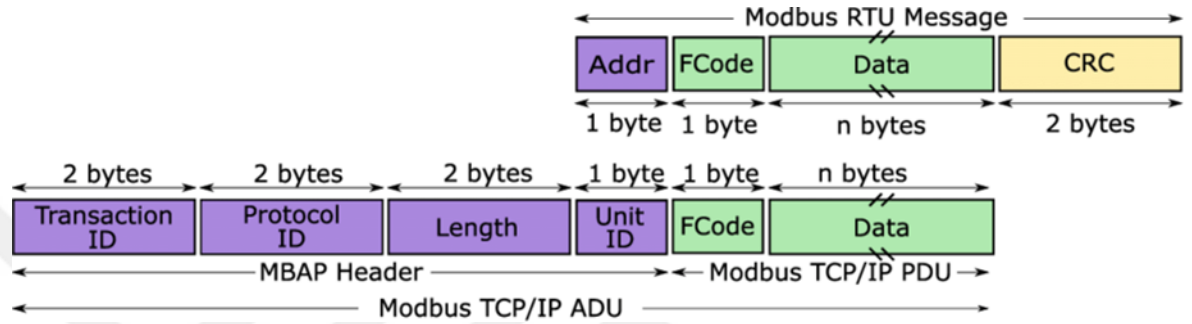 Modbus RTU Message
Addr FCode Data CRC
1 byte 1 byte n bytes 2 bytes
2 bytes 2 bytes 2 bytes 1 byte 1 byte n bytes
Transaction ID Protocol ID Length Unit ID FCode Data
MBAP Header Modbus TCP/IP PDU
Modbus TCP/IP ADU